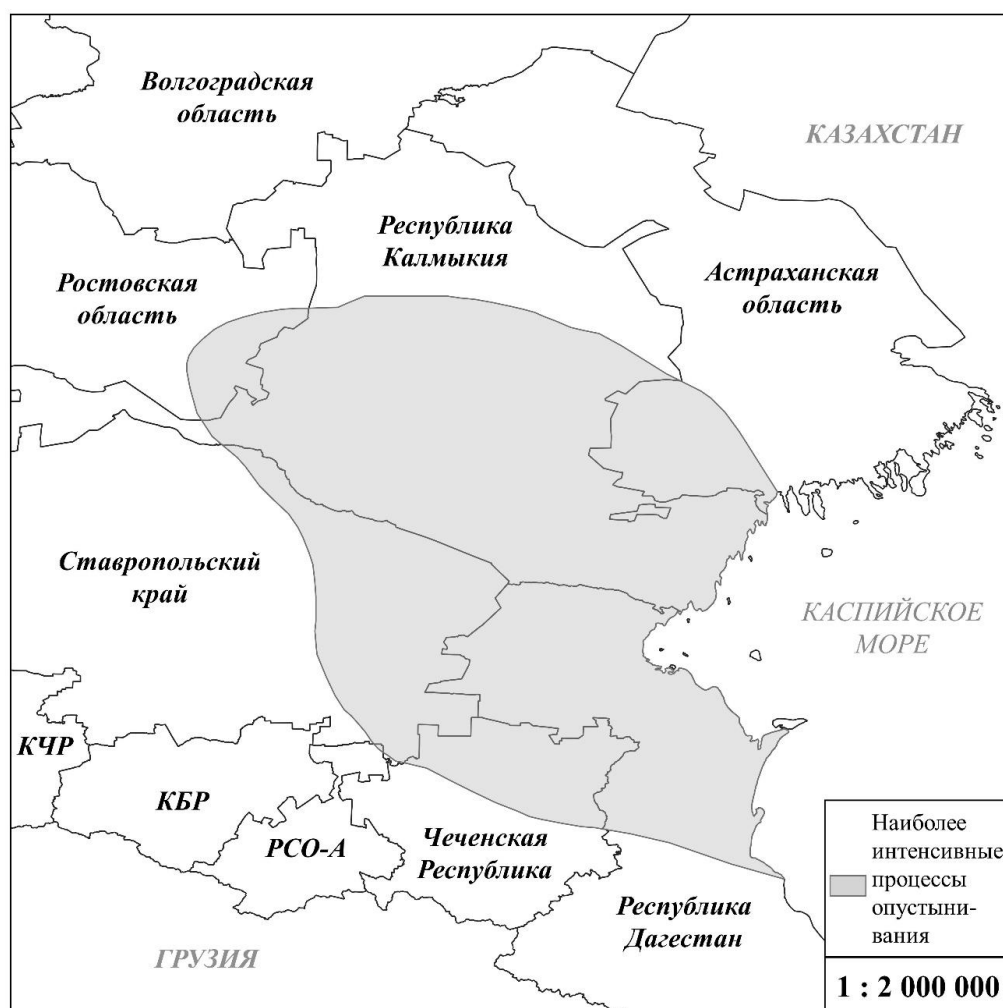 Волгоградская
область
КАЗАХСТАН
Республика
Калмыкия
Астраханская
область
Ростовская
область
Ставропольский
край
КАСПИЙСКОЕ
МОРЕ
КЧР
КБР
РСО-А
Чеченская
Республика
Республика
Дагестан
ГРУЗИЯ
Наиболее
интенсивные
процессы
опустыни-
вания
1 : 2 000 000